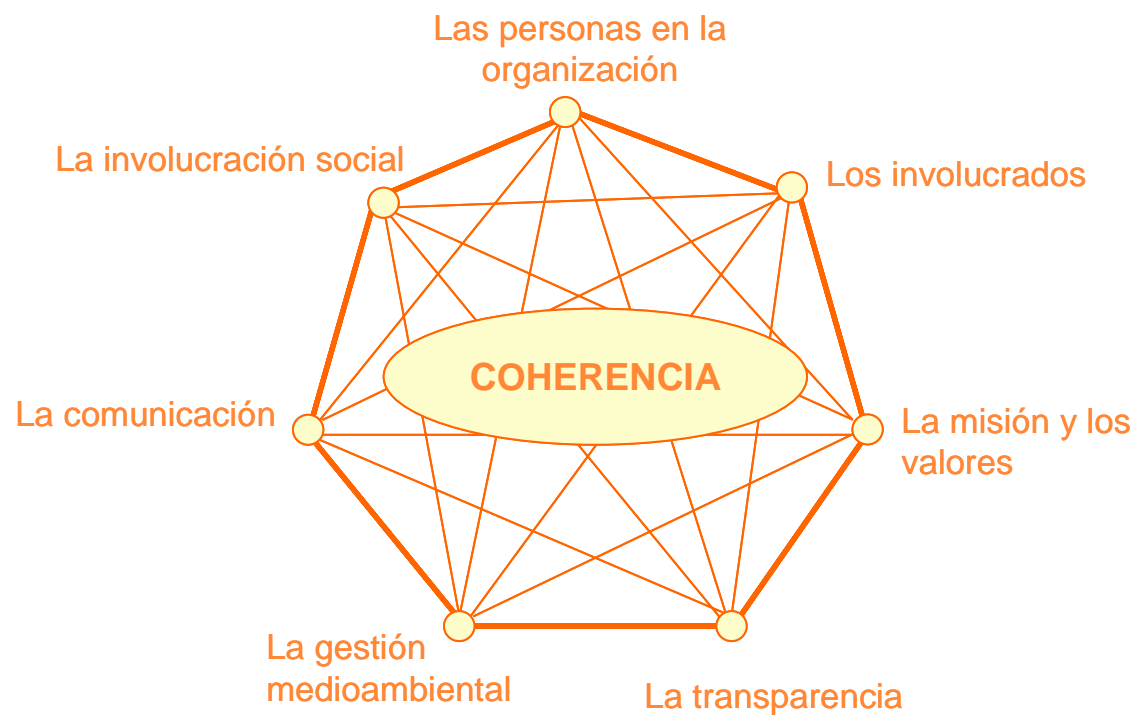 Las personas en la
organización
La involucración social
Los involucrados
COHERENCIA
La comunicación
La misión y los
valores
La gestión
medioambiental
La transparencia